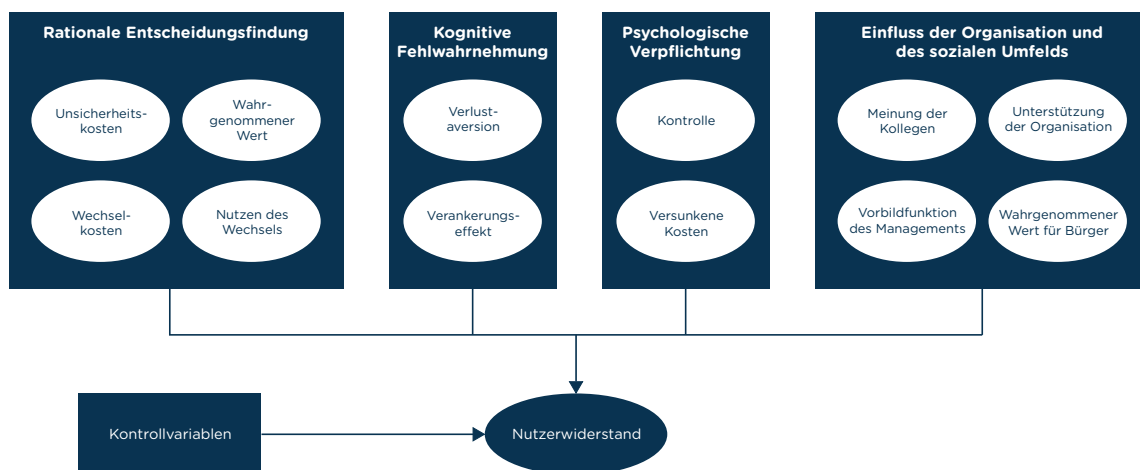 Rationale Entscheidungsfindung
Unsicherheits-
kosten
Wahr-
genommener
Wert
Wechsel-
kosten
Nutzen des
Wechsels
Kognitive
Fehlwahrnehmung
Verlust-
aversion
Verankerungs-
effekt
Psychologische
Verpflichtung
Kontrolle
Versunkene
Kosten
Einfluss der Organisation und
des sozialen Umfelds
Meinung der
Kollegen
Unterstützung
der Organisation
Vorbildfunktion
des Managements
Wahrgenommener
Wert für Bürger
Kontrollvariablen
Nutzerwiderstand